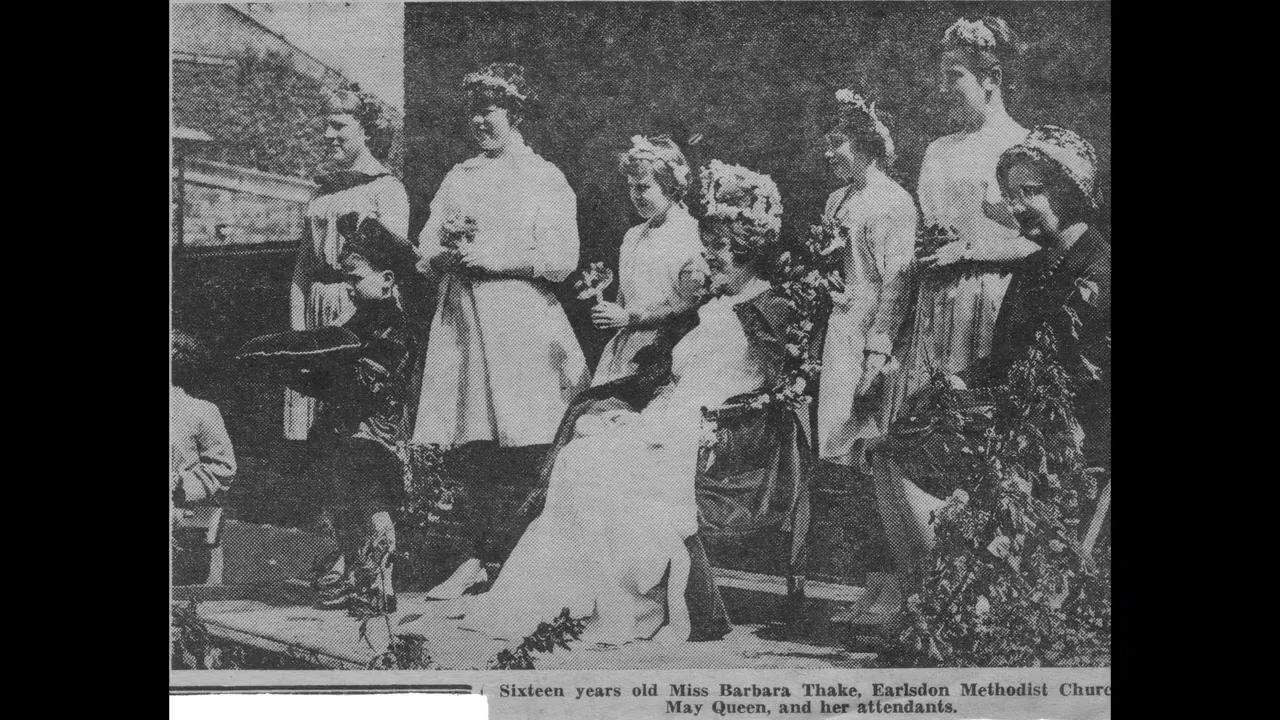 Sixteen years old Miss Barbara Thake, Earlsdon Methodist Churc
May Queen, and her attendants.